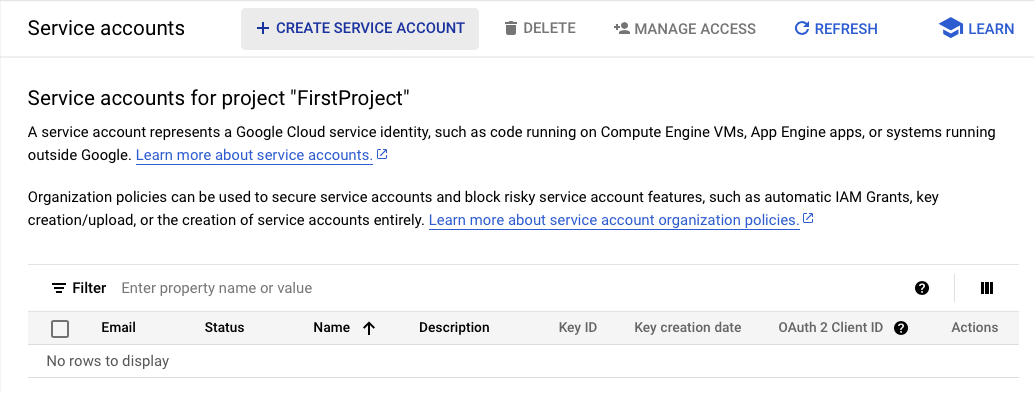 Service accounts + CREATE SERVICE ACCOUNT DELETE MANAGE ACCESS REFRESH LEARN
Service accounts for project "FirstProject"
A service account represents a Google Cloud service identity, such as code running on Compute Engine VMs, App Engine apps, or systems running
outside Google. Learn more about service accounts.
Organization policies can be used to secure service accounts and block risky service account features, such as automatic IAM Grants, key
creation/upload, or the creation of service accounts entirely. Learn more about service account organization policies.
Filter Enter property name or value ?
Email Status Name Description Key ID Key creation date OAuth 2 Client ID ? Actions
No rows to display